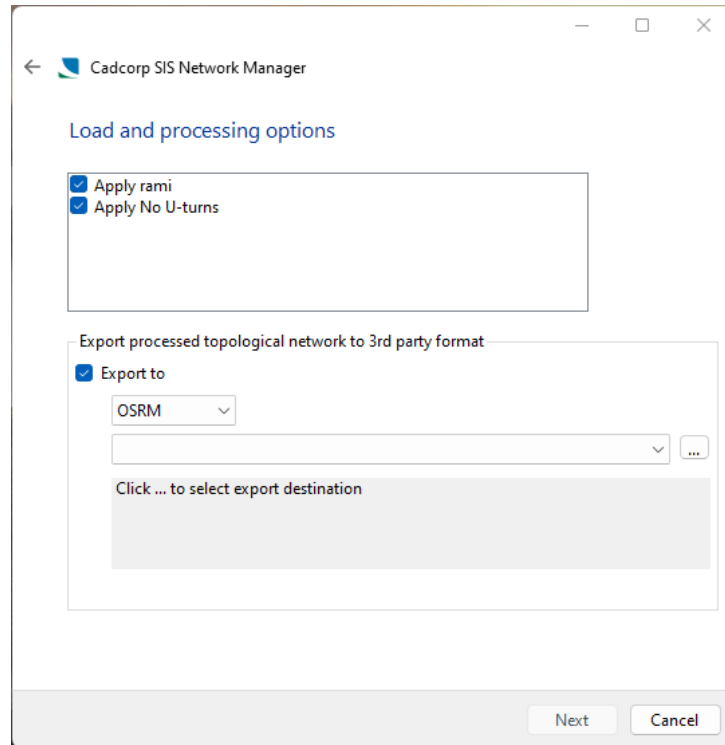 Cadcorp SIS Network Manager
Load and processing options
Apply rami
Apply No U-turns
Export processed topological network to 3rd party format
Export to
OSRM
...
Click ... to select export destination
Next
Cancel